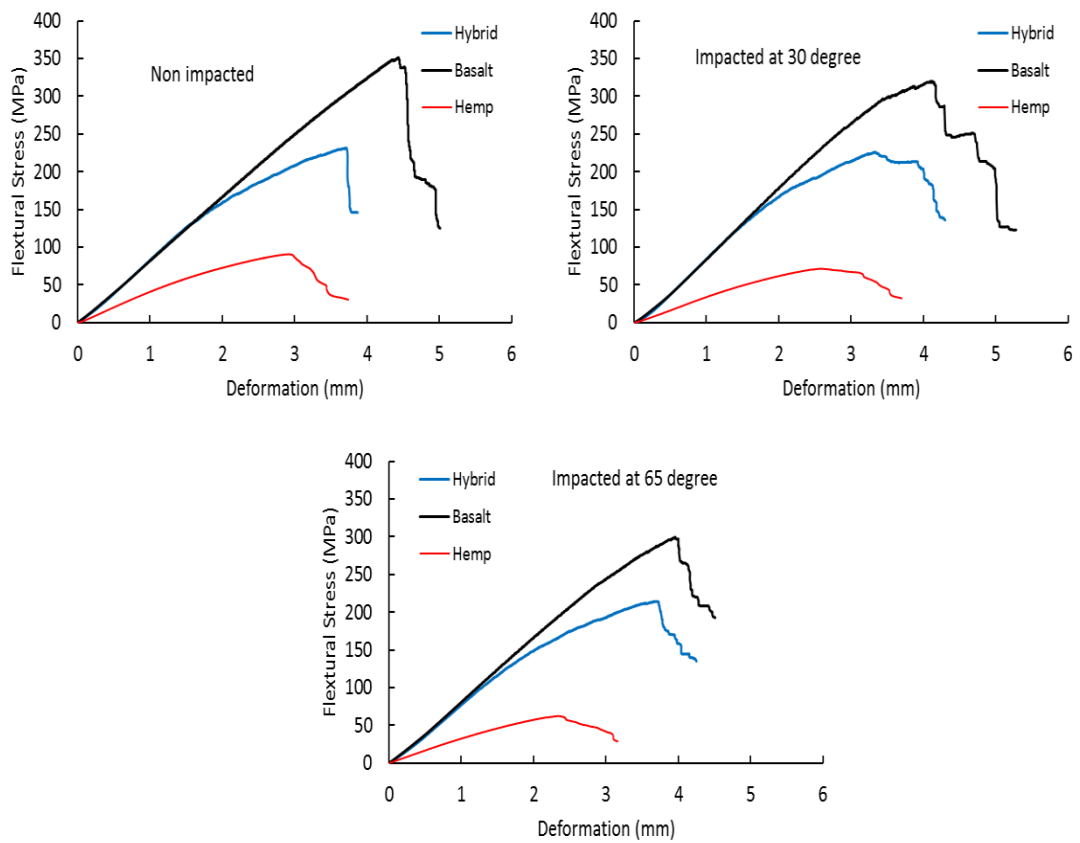 Flextural Stress (MPa)
400
350
300
250
200
150
100
50
0
Non impacted
Hybrid
Basalt
Hemp
0 1 2 3 4 5 6
Deformation (mm)
Flextural Stress (MPa)
400
350
300
250
200
150
100
50
0
Impacted at 30 degree
Hybrid
Basalt
Hemp
0 1 2 3 4 5 6
Deformation (mm)
Flextural Stress (MPa)
400
350
300
250
200
150
100
50
0
Hybrid
Basalt
Hemp
Impacted at 65 degree
0 1 2 3 4 5 6
Deformation (mm)